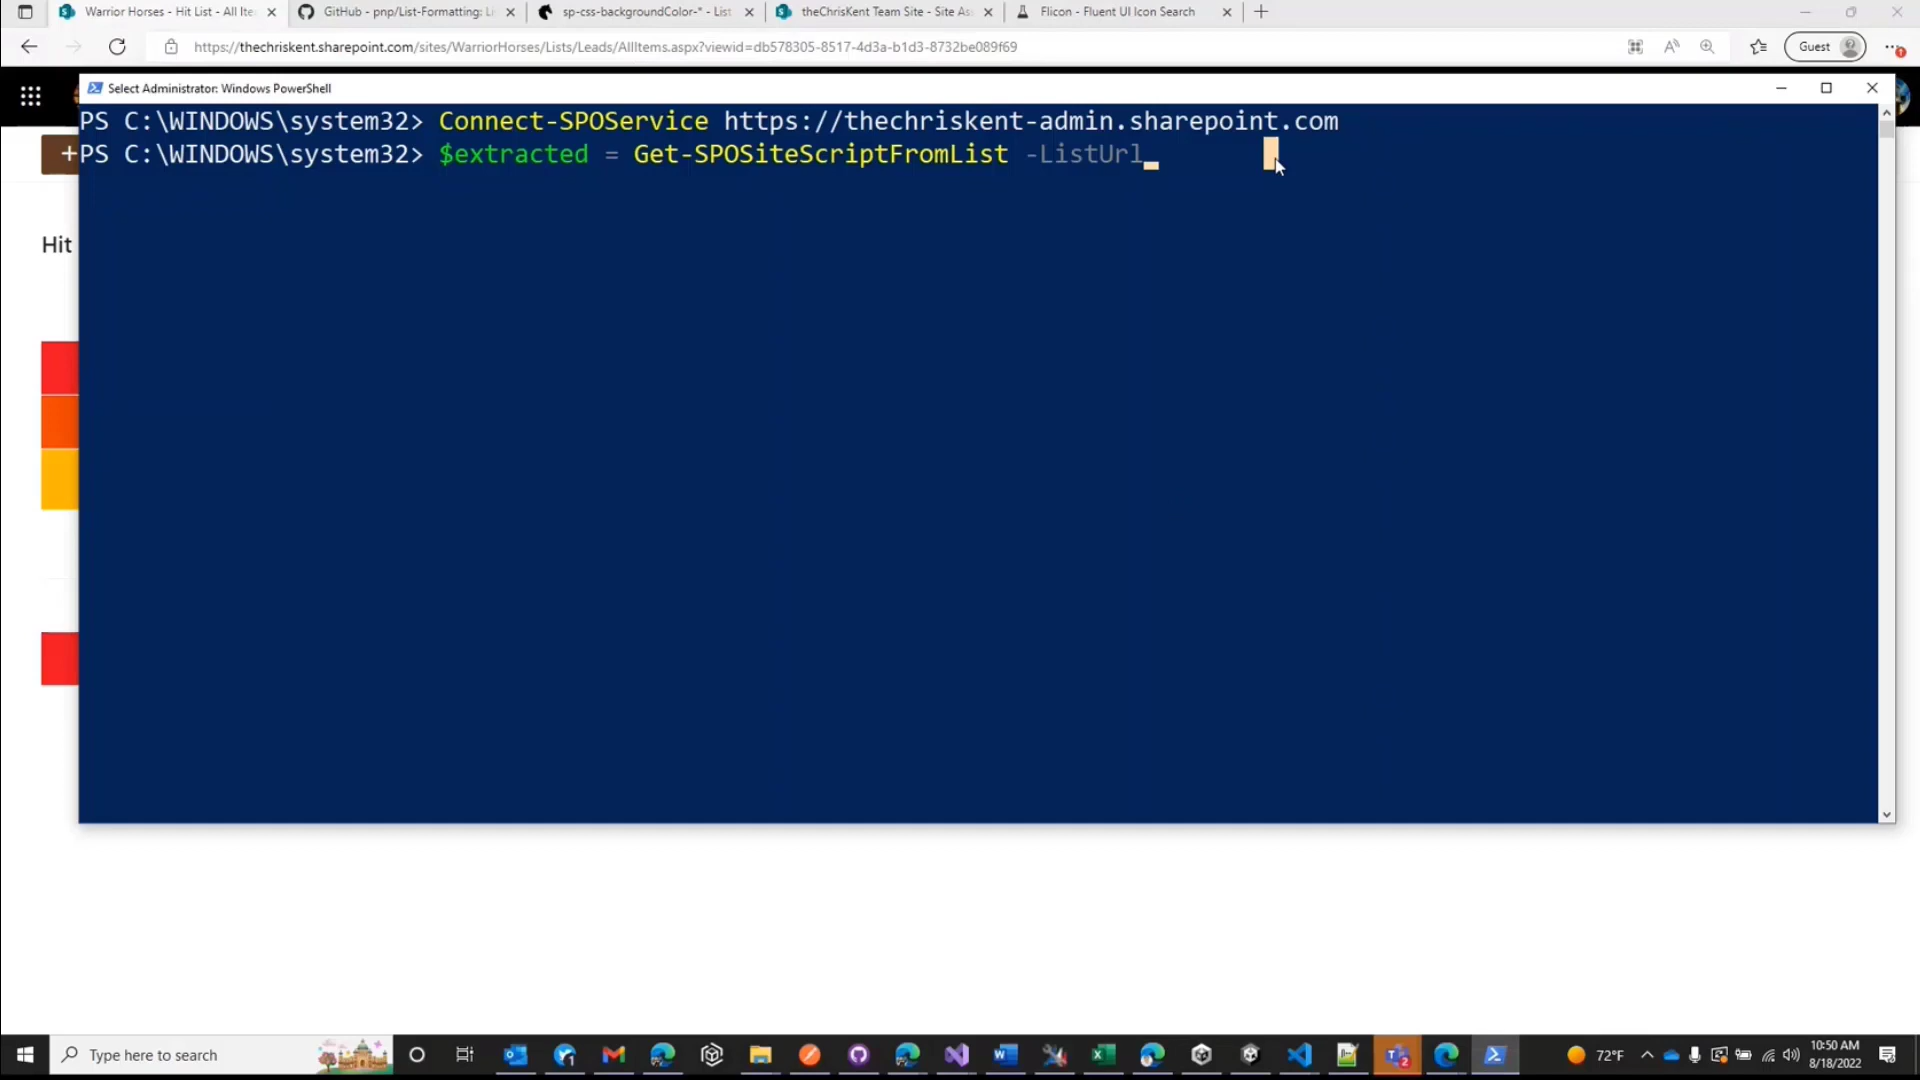 Warrior Horses - Hit List - All Ite
GitHub - pnp/List-Formatting: Li
sp-css-backgroundColor-* - List
theChrisKent Team Site - Site As
Flicon - Fluent UI Icon Search
https://thechriskent.sharepoint.com/sites/WarriorHorses/Lists/Leads/AllItems.aspx?viewid=db578305-8517-4d3a-b1d3-8732be089f69
Guest
Select Administrator: Windows PowerShell
PS C:\WINDOWS\system32> Connect-SPOService https://thechriskent-admin.sharepoint.com
PS C:\WINDOWS\system32> $extracted = Get-SPOSiteScriptFromList -ListUrl
Hit
Type here to search
72°F
10:50 AM
8/18/2022